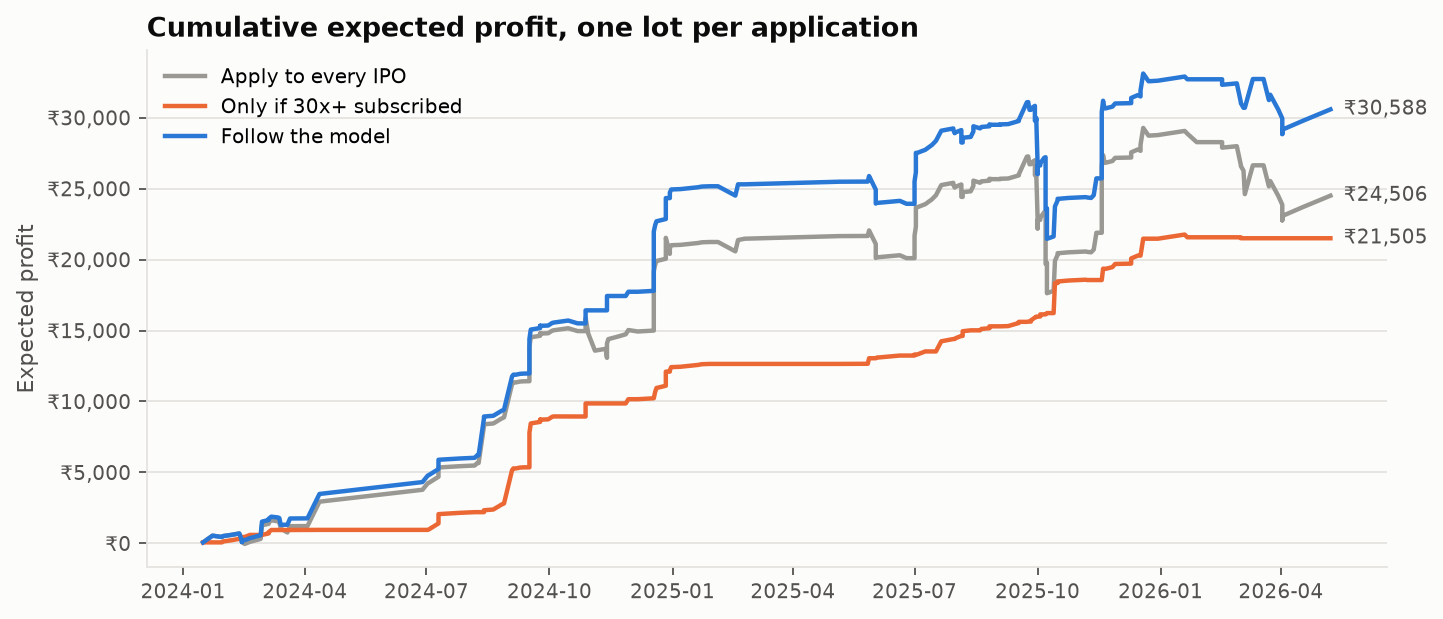 Cumulative expected profit, one lot per application
Apply to every IPO
Only if 30x+ subscribed
Follow the model
Expected profit
₹30,000
₹25,000
₹20,000
₹15,000
₹10,000
₹5,000
₹0
₹30,588
₹24,506
₹21,505
2024-01 2024-04 2024-07 2024-10 2025-01 2025-04 2025-07 2025-10 2026-01 2026-04